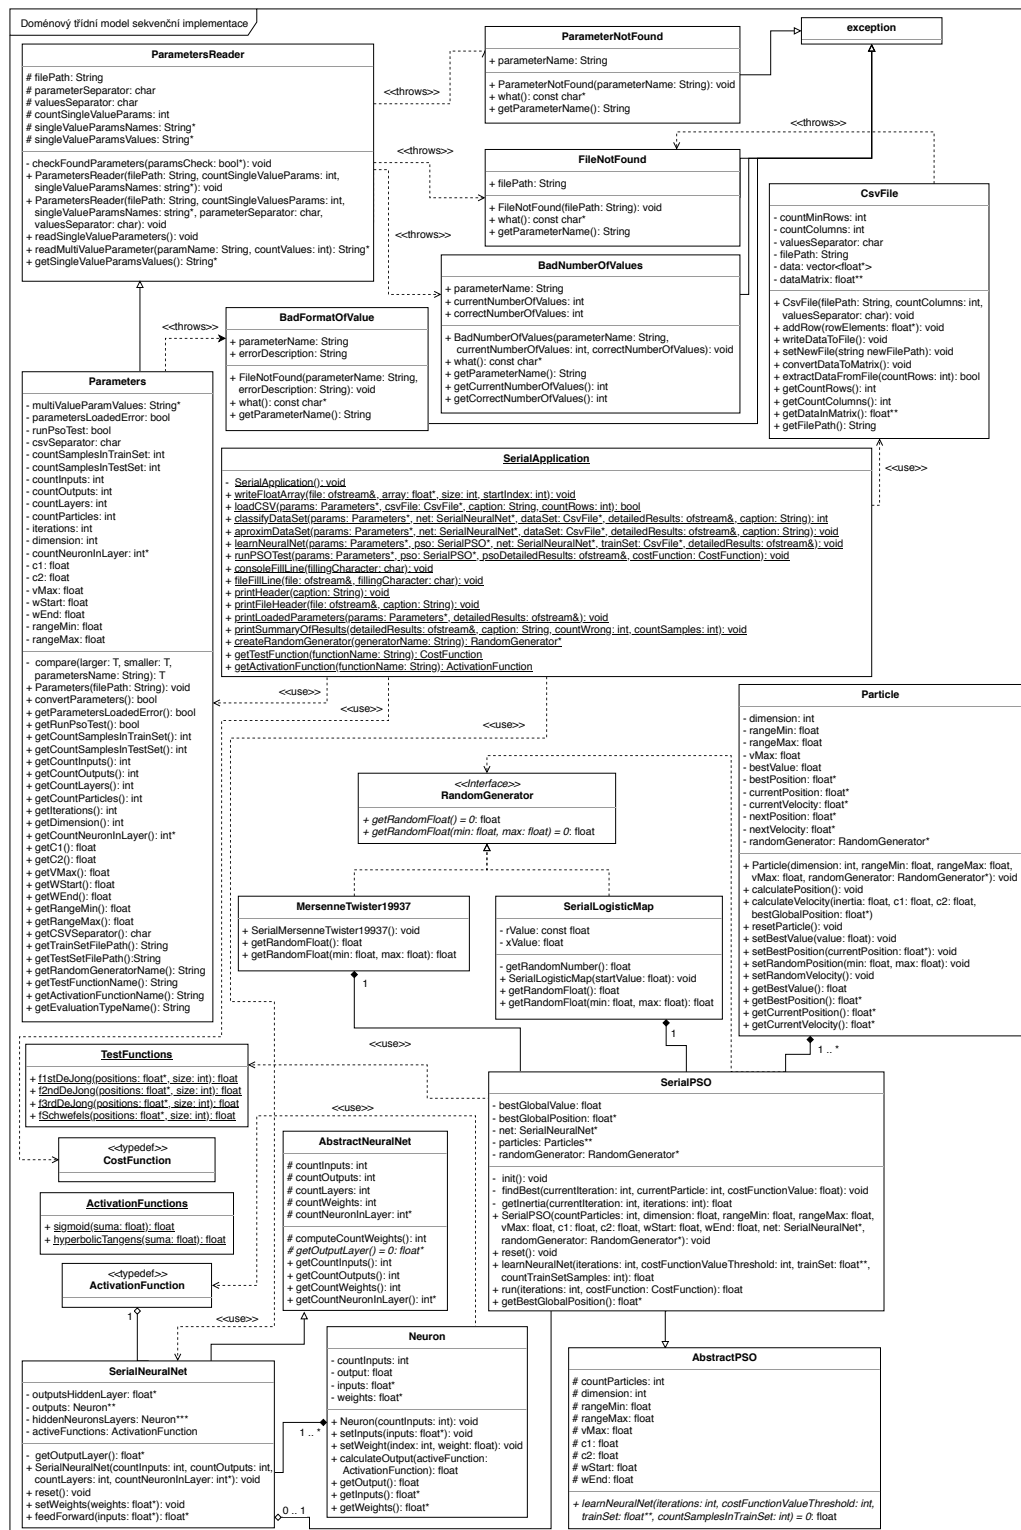 Doménový třídní model sekvenční implementace
ParametersReader
# filePath: String
# parameterSeparator: char
# valuesSeparator: char
# countSingleValueParams: int
# singleValueParamsNames: String*
# singleValueParamsValues: String*
- checkFoundParameters(paramsCheck: bool*): void
+ ParametersReader(filePath: String, countSingleValueParams: int,
singleValueParamsNames: string*): void
+ ParametersReader(filePath: String, countSingleValuesParams: int,
singleValueParamsNames: string*, parameterSeparator: char,
valuesSeparator: char): void
+ readSingleValueParameters(): void
+ readMultiValueParameter(paramName: String, countValues: int): String*
+ getSingleValueParamsValues(): String*
<<throws>>
<<throws>>
<<throws>>
ParameterNotFound
+ parameterName: String
+ ParameterNotFound(parameterName: String): void
+ what(): const char*
+ getParameterName(): String
exception
<<throws>>
FileNotFound
+ filePath: String
+ FileNotFound(filePath: String): void
+ what(): const char*
+ getParameterName(): String
CsvFile
- countMinRows: int
- countColumns: int
- valuesSeparator: char
- filePath: String
- data: vector<float*>
- dataMatrix: float**
+ CsvFile(filePath: String, countColumns: int,
valuesSeparator: char): void
+ addRow(rowElements: float*): void
+ writeDataToFile(): void
+ setNewFile(string newFilePath): void
+ convertDataToMatrix(): void
+ extractDataFromFile(countRows: int): bool
+ getCountRows(): int
+ getCountColumns(): int
+ getDataInMatrix(): float**
+ getFilePath(): String
BadNumberOfValues
+ parameterName: String
+ currentNumberOfValues: int
+ correctNumberOfValues: int
+ BadNumberOfValues(parameterName: String,
currentNumberOfValues: int, correctNumberOfValues): void
+ what(): const char*
+ getParameterName(): String
+ getCurrentNumberOfValues(): int
+ getCorrectNumberOfValues(): int
<<throws>>
BadFormatOfValue
+ parameterName: String
+ errorDescription: String
+ FileNotFound(parameterName: String,
errorDescription: String): void
+ what(): const char*
+ getParameterName(): String
Parameters
- multiValueParamValues: String*
- parametersLoadedError: bool
- runPsoTest: bool
- csvSeparator: char
- countSamplesInTrainSet: int
- countSamplesInTestSet: int
- countInputs: int
- countOutputs: int
- countLayers: int
- countParticles: int
- iterations: int
- dimension: int
- countNeuronInLayer: int*
- c1: float
- c2: float
- vMax: float
- wStart: float
- wEnd: float
- rangeMin: float
- rangeMax: float
- compare(larger: T, smaller: T,
parametersName: String): T
+ Parameters(filePath: String): void
+ convertParameters(): bool
+ getParametersLoadedError(): bool
+ getRunPsoTest(): bool
+ getCountSamplesInTrainSet(): int
+ getCountSamplesInTestSet(): int
+ getCountInputs(): int
+ getCountOutputs(): int
+ getCountLayers(): int
+ getCountParticles(): int
+ getIterations(): int
+ getDimension(): int
+ getCountNeuronInLayer(): int*
+ getC1(): float
+ getC2(): float
+ getVMax(): float
+ getWStart(): float
+ getWEnd(): float
+ getRangeMin(): float
+ getRangeMax(): float
+ getCSVSeparator(): char
+ getTrainSetFilePath(): String
+ getTestSetFilePath():String
+ getRandomGeneratorName(): String
+ getTestFunctionName(): String
+ getActivationFunctionName(): String
+ getEvaluationTypeName(): String
<<use>>
SerialApplication
- SerialApplication(): void
+ writeFloatArray(file: ofstream&, array: float*, size: int, startIndex: int): void
+ loadCSV(params: Parameters*, csvFile: CsvFile*, caption: String, countRows: int): bool
+ classifyDataSet(params: Parameters*, net: SerialNeuralNet*, dataSet: CsvFile*, detailedResults: ofstream&, caption: String): int
+ aproximDataSet(params: Parameters*, net: SerialNeuralNet*, dataSet: CsvFile*, detailedResults: ofstream&, caption: String): void
+ learnNeuralNet(params: Parameters*, pso: SerialPSO*, net: SerialNeuralNet*, trainSet: CsvFile*, detailedResults: ofstream&): void
+ runPSOTest(params: Parameters*, pso: SerialPSO*, psoDetailedResults: ofstream&, costFunction: CostFunction): void
+ consoleFillLine(fillingCharacter: char): void
+ fileFillLine(file: ofstream&, fillingCharacter: char): void
+ printHeader(caption: String): void
+ printFileHeader(file: ofstream&, caption: String): void
+ printLoadedParameters(params: Parameters*, detailedResults: ofstream&): void
+ printSummaryOfResults(detailedResults: ofstream&, caption: String, countWrong: int, countSamples: int): void
+ createRandomGenerator(generatorName: String): RandomGenerator*
+ getTestFunction(functionName: String): CostFunction
+ getActivationFunction(functionName: String): ActivationFunction
<<use>>
<<use>>
Particle
- dimension: int
- rangeMin: float
- rangeMax: float
- vMax: float
- bestValue: float
- bestPosition: float*
- currentPosition: float*
- currentVelocity: float*
- nextPosition: float*
- nextVelocity: float*
- randomGenerator: RandomGenerator*
+ Particle(dimension: int, rangeMin: float, rangeMax: float,
vMax: float, randomGenerator: RandomGenerator*): void
+ calculatePosition(): void
+ calculateVelocity(inertia: float, c1: float, c2: float,
bestGlobalPosition: float*)
+ resetParticle(): void
+ setBestValue(value: float): void
+ setBestPosition(currentPosition: float*): void
+ setRandomPosition(min: float, max: float): void
+ setRandomVelocity(): void
+ getBestValue(): float
+ getBestPosition(): float*
+ getCurrentPosition(): float*
+ getCurrentVelocity(): float*
<<Interface>>
RandomGenerator
+ getRandomFloat() = 0: float
+ getRandomFloat(min: float, max: float) = 0: float
MersenneTwister19937
+ SerialMersenneTwister19937(): void
+ getRandomFloat(): float
+ getRandomFloat(min: float, max: float): float
SerialLogisticMap
- rValue: const float
- xValue: float
- getRandomNumber(): float
+ SerialLogisticMap(startValue: float): void
+ getRandomFloat(): float
+ getRandomFloat(min: float, max: float): float
1
1
1 .. *
<<use>>
TestFunctions
+ f1stDeJong(positions: float*, size: int): float
+ f2ndDeJong(positions: float*, size: int): float
+ f3rdDeJong(positions: float*, size: int): float
+ fSchwefels(positions: float*, size: int): float
<<use>>
SerialPSO
- bestGlobalValue: float
- bestGlobalPosition: float*
- net: SerialNeuralNet*
- particles: Particles**
- randomGenerator: RandomGenerator*
- init(): void
- findBest(currentIteration: int, currentParticle: int, costFunctionValue: float): void
- getInertia(currentIteration: int, iterations: int): float
+ SerialPSO(countParticles: int, dimension: float, rangeMin: float, rangeMax: float,
vMax: float, c1: float, c2: float, wStart: float, wEnd: float, net: SerialNeuralNet*,
randomGenerator: RandomGenerator*): void
+ reset(): void
+ learnNeuralNet(iterations: int, costFunctionValueThreshold: int, trainSet: float**,
countTrainSetSamples: int): float
+ run(iterations: int, costFunction: CostFunction): float
+ getBestGlobalPosition(): float*
<<typedef>>
CostFunction
ActivationFunctions
+ sigmoid(suma: float): float
+ hyperbolicTangens(suma: float): float
<<typedef>>
ActivationFunction
1
<<use>>
AbstractNeuralNet
# countInputs: int
# countOutputs: int
# countLayers: int
# countWeights: int
# countNeuronInLayer: int*
# computeCountWeights(): int
# getOutputLayer() = 0: float*
+ getCountInputs(): int
+ getCountOutputs(): int
+ getCountWeights(): int
+ getCountNeuronInLayer(): int*
SerialNeuralNet
- outputsHiddenLayer: float*
- outputs: Neuron**
- hiddenNeuronsLayers: Neuron***
- activeFunctions: ActivationFunction
- getOutputLayer(): float*
+ SerialNeuralNet(countInputs: int, countOutputs: int,
countLayers: int, countNeuronInLayer: int*): void
+ reset(): void
+ setWeights(weights: float*): void
+ feedForward(inputs: float*): float*
1 .. *
0 .. 1
Neuron
- countInputs: int
- output: float
- inputs: float*
- weights: float*
+ Neuron(countInputs: int): void
+ setInputs(inputs: float*): void
+ setWeight(index: int, weight: float): void
+ calculateOutput(activeFunction:
ActivationFunction): float
+ getOutput(): float
+ getInputs(): float*
+ getWeights(): float*
AbstractPSO
# countParticles: int
# dimension: int
# rangeMin: float
# rangeMax: float
# vMax: float
# c1: float
# c2: float
# wStart: float
# wEnd: float
+ learnNeuralNet(iterations: int, costFunctionValueThreshold: int,
trainSet: float**, countSamplesInTrainSet: int) = 0: float